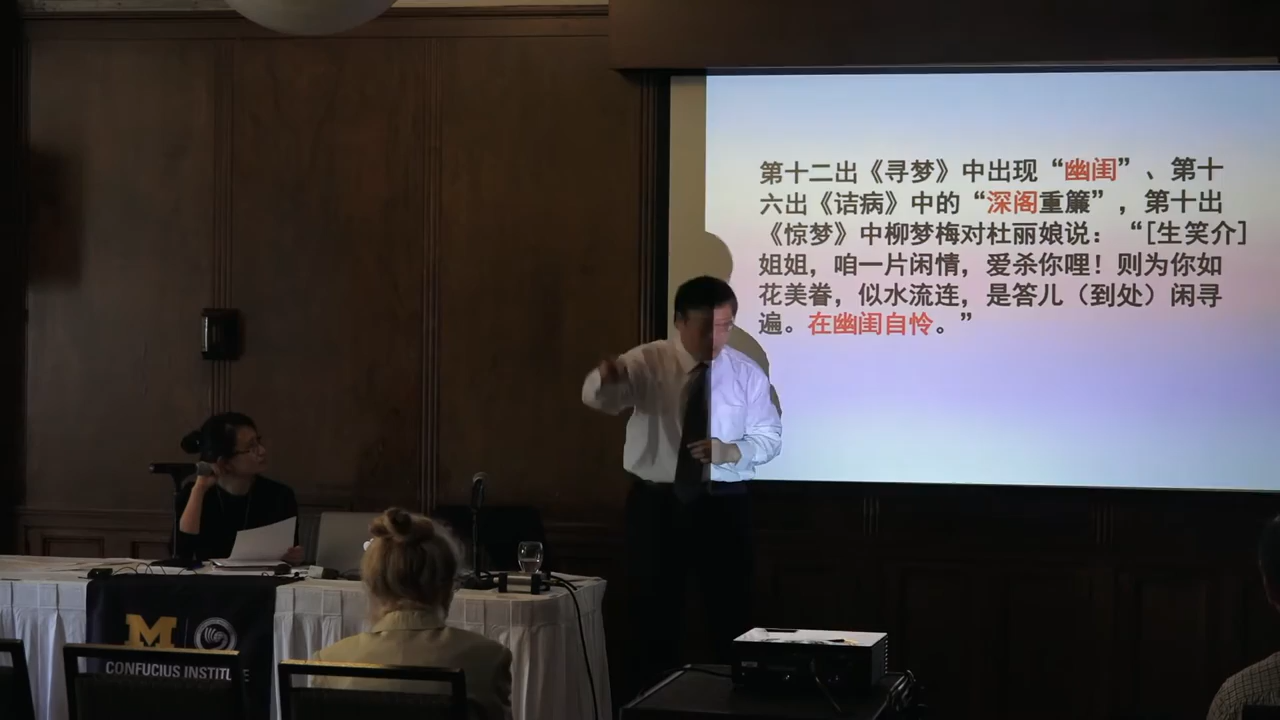 第十二出《寻梦》中出现“幽闺”、第十
六出《诘病》中的“深阁重簾”，第十出
《惊梦》中柳梦梅对杜丽娘说：“[生笑介]
姐姐，咱一片闲情，爱杀你哩！则为你如
花美眷，似水流连，是答儿（到处）闲寻
遍。在幽闺自怜。”
M
CONFUCIUS INSTITUTE